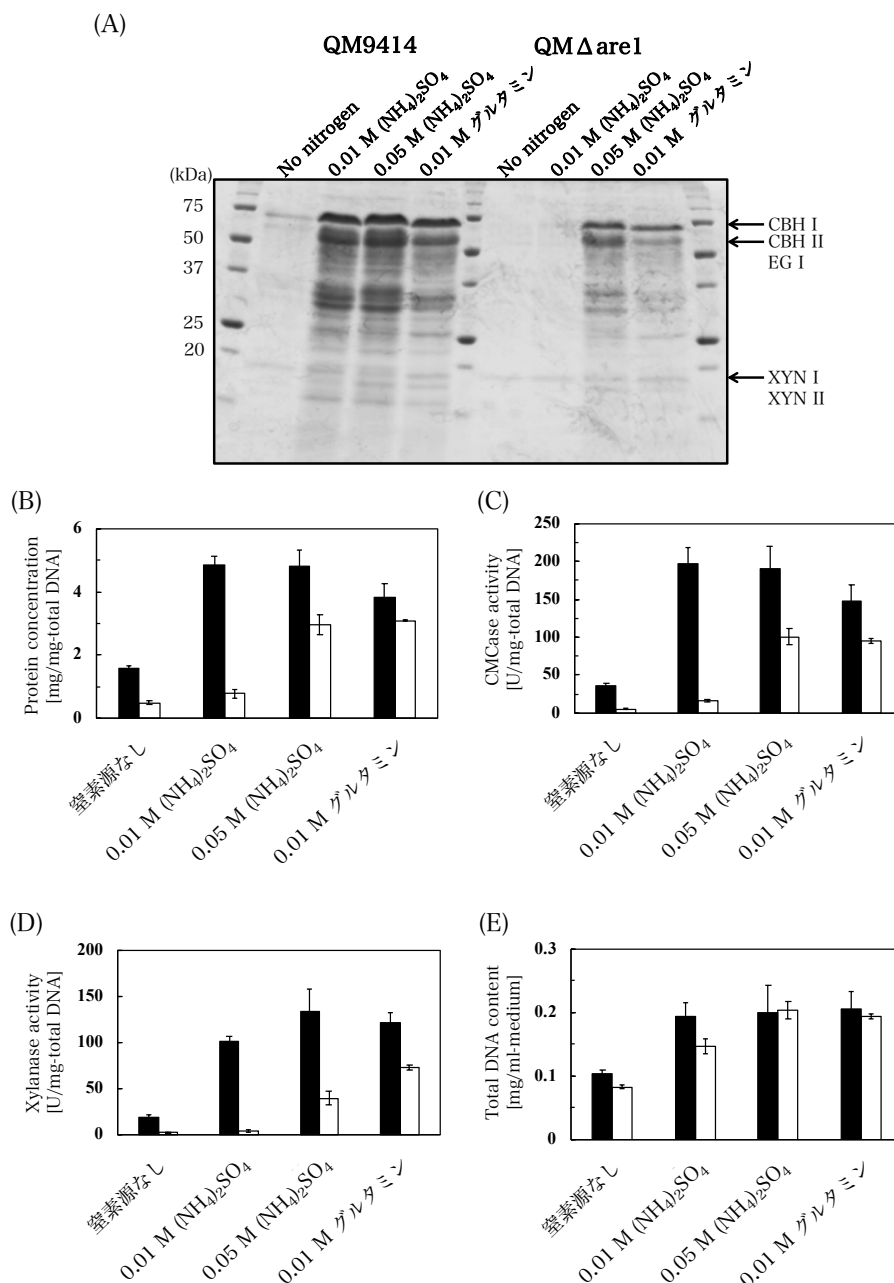 (A)
QM9414
QMΔare1
No nitrogen
0.01 M (NH4)2SO4
0.05 M (NH4)2SO4
0.01 M グルタミン
No nitrogen
0.01 M (NH4)2SO4
0.05 M (NH4)2SO4
0.01 M グルタミン
(kDa)
75
50
37
25
20
CBH I
CBH II
EG I
XYN I
XYN II
(B)
Protein concentration
[mg/mg-total DNA]
6
4
2
0
窒素源なし
0.01 M (NH4)2SO4
0.05 M (NH4)2SO4
0.01 M グルタミン
(C)
CMCase activity
[U/mg-total DNA)
250
200
150
100
50
0
窒素源なし
0.01 M (NH4)2SO4
0.05 M (NH4)2SO4
0.01 M グルタミン
(D)
Xylanase activity
[U/mg-total DNA]
200
150
100
50
0
窒素源なし
0.01 M (NH4)2SO4
0.05 M (NH4)2SO4
0.01 M グルタミン
(E)
Total DNA content
[mg/ml-medium]
0.3
0.2
0.1
0
窒素源なし
0.01 M (NH4)2SO4
0.05 M (NH4)2SO4
0.01 M グルタミン